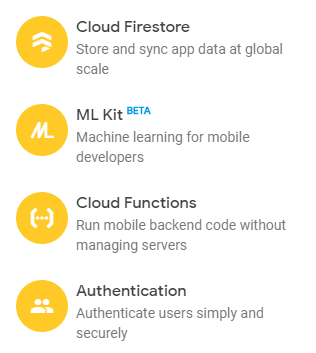 Cloud Firestore
Store and sync app data at global
scale
ML Kit BETA
Machine learning for mobile
developers
Cloud Functions
Run mobile backend code without
managing servers
Authentication
Authenticate users simply and
securely